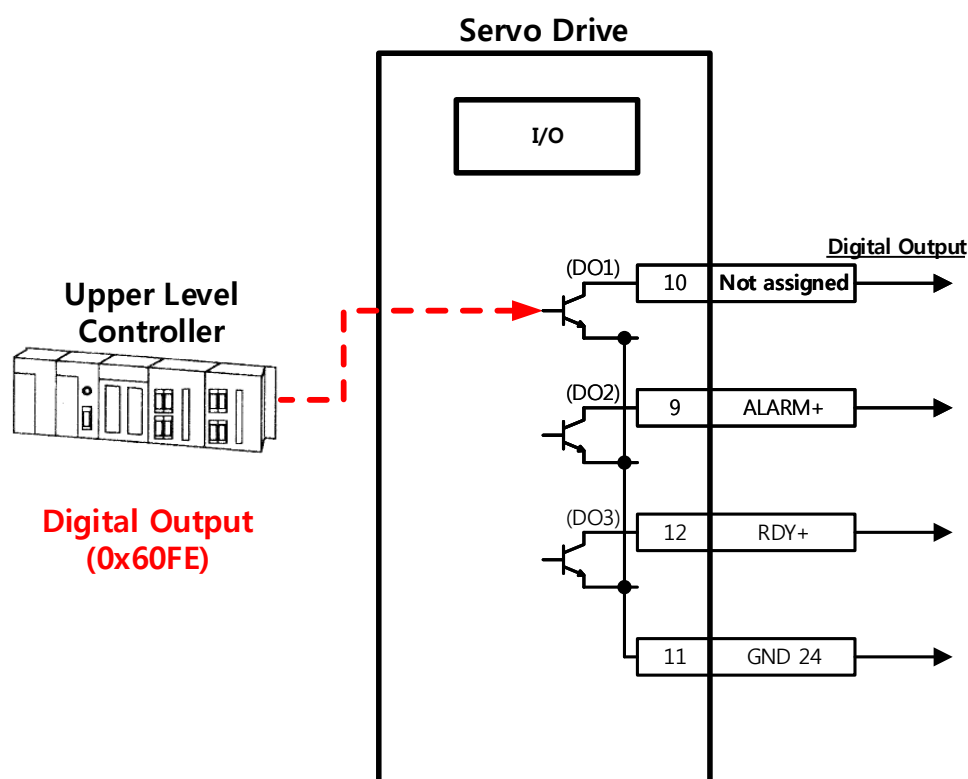 Servo Drive
I/O
Digital Output
(DO1)
10
Not assigned
Upper Level
Controller
(DO2)
9
ALARM+
Digital Output
(0x60FE)
(DO3)
12
RDY+
11
GND 24